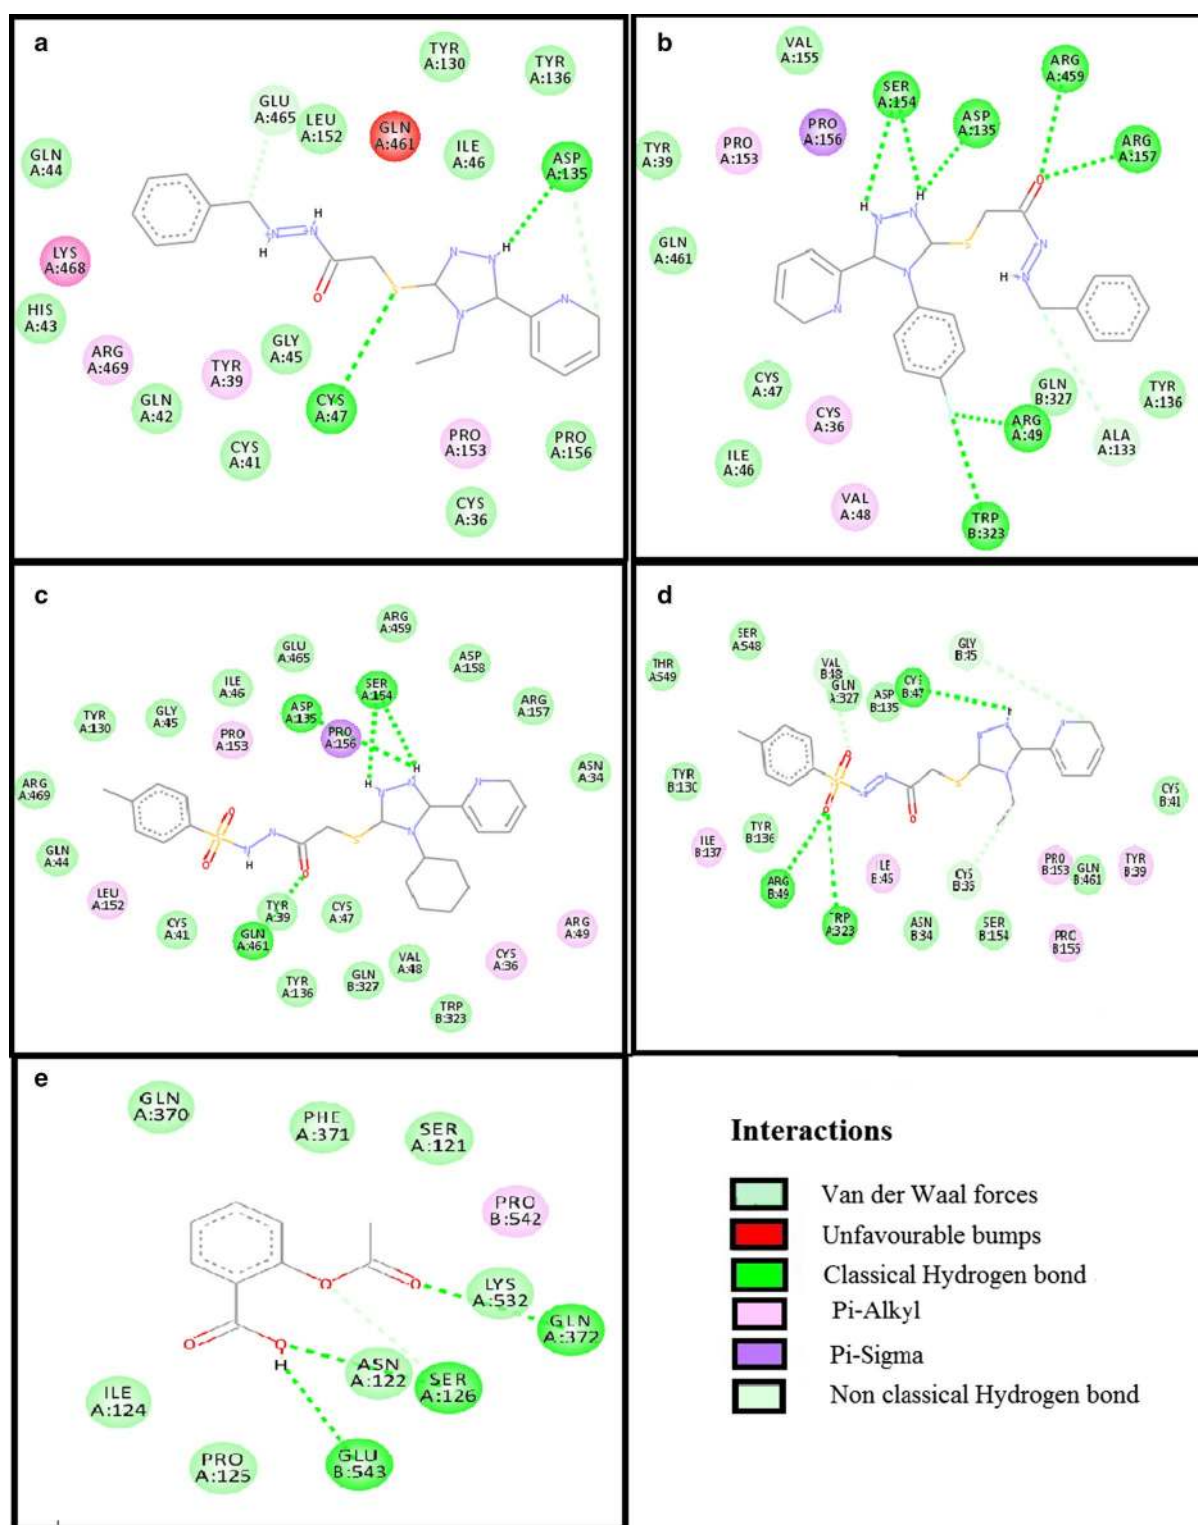 a
TYR
A:130
TYR
A:136
GLU
A:465
LEU
A:152
GLN
A:461
ILE
A:46
ASP
A:135
GLN
A:44
H
N
N
H
N
N
H
LYS
A:468
O
S
N
N
N
HIS
A:43
GLY
A:45
ARG
A:469
TYR
A:39
GLN
A:42
CYS
A:47
CYS
A:41
PRO
A:153
PRO
A:156
CYS
A:36
b
VAL
A:155
SER
A:154
ARG
A:459
PRO
A:156
ASP
A:135
TYR
A:39
PRO
A:153
ARG
A:157
H
H
O
N
N
GLN
A:461
S
N
N
H
N
N
CYS
A:47
GLN
B:327
TYR
A:136
CYS
A:36
ARG
A:49
ALA
A:133
ILE
A:46
VAL
A:48
TRP
B:323
c
ARG
A:459
GLU
A:465
ASP
A:158
ILE
A:46
SER
A:154
ASP
A:135
ARG
A:157
TYR
A:130
GLY
A:45
PRO
A:153
PRO
A:156
ASN
A:34
ARG
A:469
H
H
N
N
N
O
S
N
N
S
N
O
H
O
GLN
A:44
LEU
A:152
CYS
A:41
TYR
A:39
CYS
A:47
GLN
A:461
ARG
A:49
TYR
A:136
GLN
B:327
VAL
A:48
CYS
A:36
TRP
B:323
d
SER
A:548
GLY
B:45
THR
A:549
VAL
B:48
GLN
A:327
ASP
B:135
CYS
B:47
N
N
N
O
S
N
N
S
N
O
O
TYR
B:130
CYS
B:41
TYR
B:136
ILE
B:137
ARG
B:49
PRO
B:153
GLN
B:461
TYR
B:39
TRP
A:323
ASN
B:34
SER
B:154
e
GLN
A:370
PHE
A:371
SER
A:121
PRO
B:542
O
O
LYS
A:532
GLN
A:372
O
O
H
ASN
A:122
SER
A:126
ILE
A:124
PRO
A:125
GLU
B:543
Interactions
Van der Waal forces
Unfavourable bumps
Classical Hydrogen bond
Pi-Alkyl
Pi-Sigma
Non classical Hydrogen bond